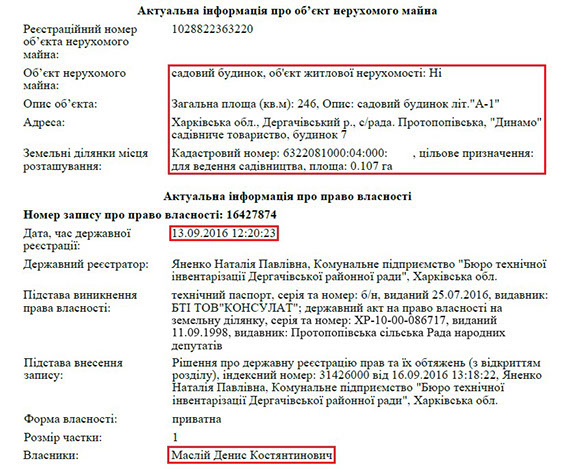 Актуальна інформація про об’єкт нерухомого майна
Реєстраційний номер 1028822363220
об’єкта нерухомого
майна:
Об’єкт нерухомого садовий будинок, об'єкт житлової нерухомості: Ні
майна:
Опис об’єкта: Загальна площа (кв.м): 246, Опис: садовий будинок літ."А-1"
Адреса: Харківська обл., Дергачівський р., с/рада. Протопопівська, "Динамо"
садівниче товариство, будинок 7
Земельні ділянки місця Кадастровий номер: 6322081000:04:000: , цільове призначення:
розташування: для ведення садівництва, площа: 0.107 га
Актуальна інформація про право власності
Номер запису про право власності: 16427874
Дата, час державної 13.09.2016 12:20:23
реєстрації:
Державний реєстратор: Яненко Наталія Павлівна, Комунальне підприємство "Бюро технічної
інвентарізації Дергачівської районної ради", Харківська обл.
Підстава виникнення технічний паспорт, серія та номер: б/н, виданий 25.07.2016, видавник:
права власності: БТІ ТОВ"КОНСУЛАТ"; державний акт на право власності на
земельну ділянку, серія та номер: ХР-10-00-086717, виданий
11.09.1998, видавник: Протопопівська сільська Рада народних
депутатів
Підстава внесення Рішення про державну реєстрацію прав та їх обтяжень (з відкриттям
запису: розділу), індексний номер: 31426000 від 16.09.2016 13:18:22, Яненко
Наталія Павлівна, Комунальне підприємство "Бюро технічної
інвентарізації Дергачівської районної ради", Харківська обл.
Форма власності: приватна
Розмір частки: 1
Власники: Маслій Денис Костянтинович